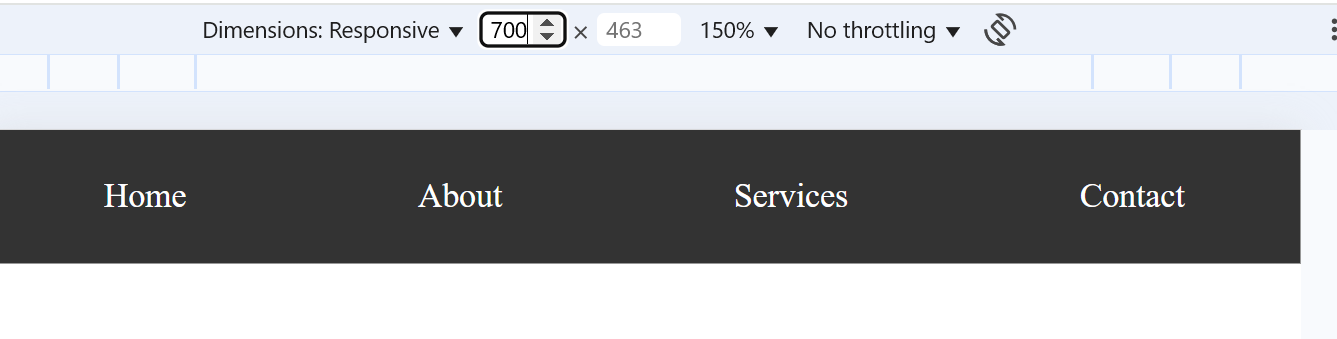 Dimensions: Responsive 700 × 463 150% No throttling
Home About Services Contact